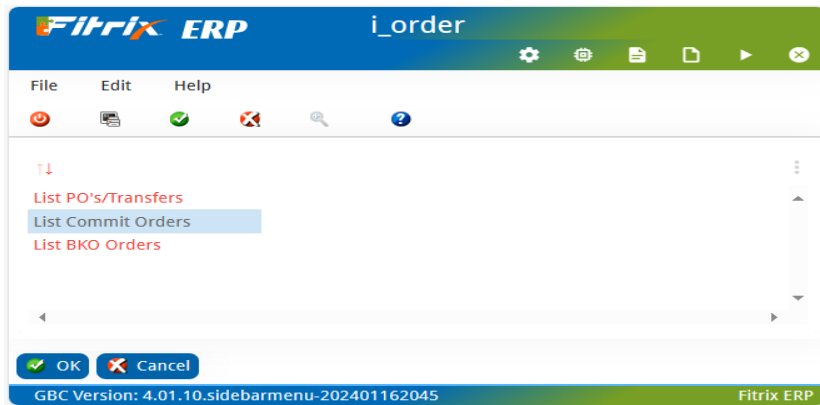 Fitrix ERP i_order
File Edit Help
List PO's/Transfers
List Commit Orders
List BKO Orders
OK Cancel
GBC Version: 4.01.10.sidebarmenu-202401162045 Fitrix ERP